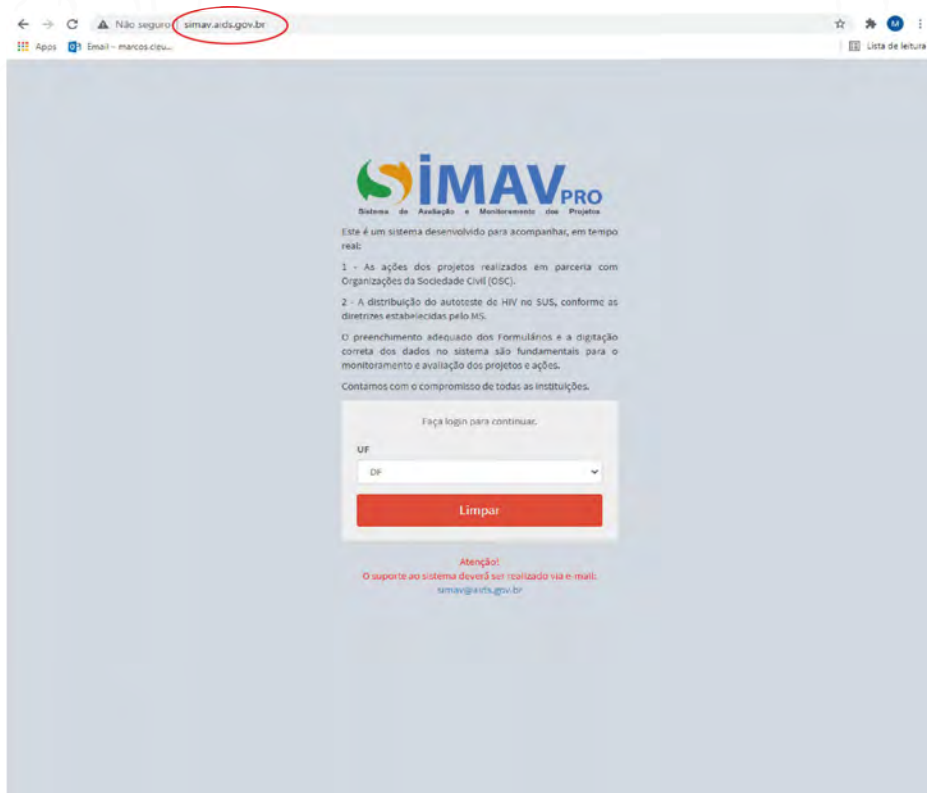 Não seguro simav.aids.gov.br
M
Apps Email – marcos.cipu... Lista de leitura
SiMAV PRO
Sistema de Avaliação e Monitoramento dos Projetos
Este é um sistema desenvolvido para acompanhar, em tempo
real:
1 - As ações dos projetos realizados em parceria com
Organizações da Sociedade Civil (OSC).
2 - A distribuição do autoteste de HIV no SUS, conforme as
diretrizes estabelecidas pelo MS.
O preenchimento adequado dos Formulários e a digitação
correta dos dados no sistema são fundamentais para o
monitoramento e avaliação dos projetos e ações.
Contamos com o compromisso de todas as instituições.
Faça login para continuar.
UF
DF
Limpar
Atenção!
O suporte ao sistema deverá ser realizado via e-mail:
simav@aids.gov.br